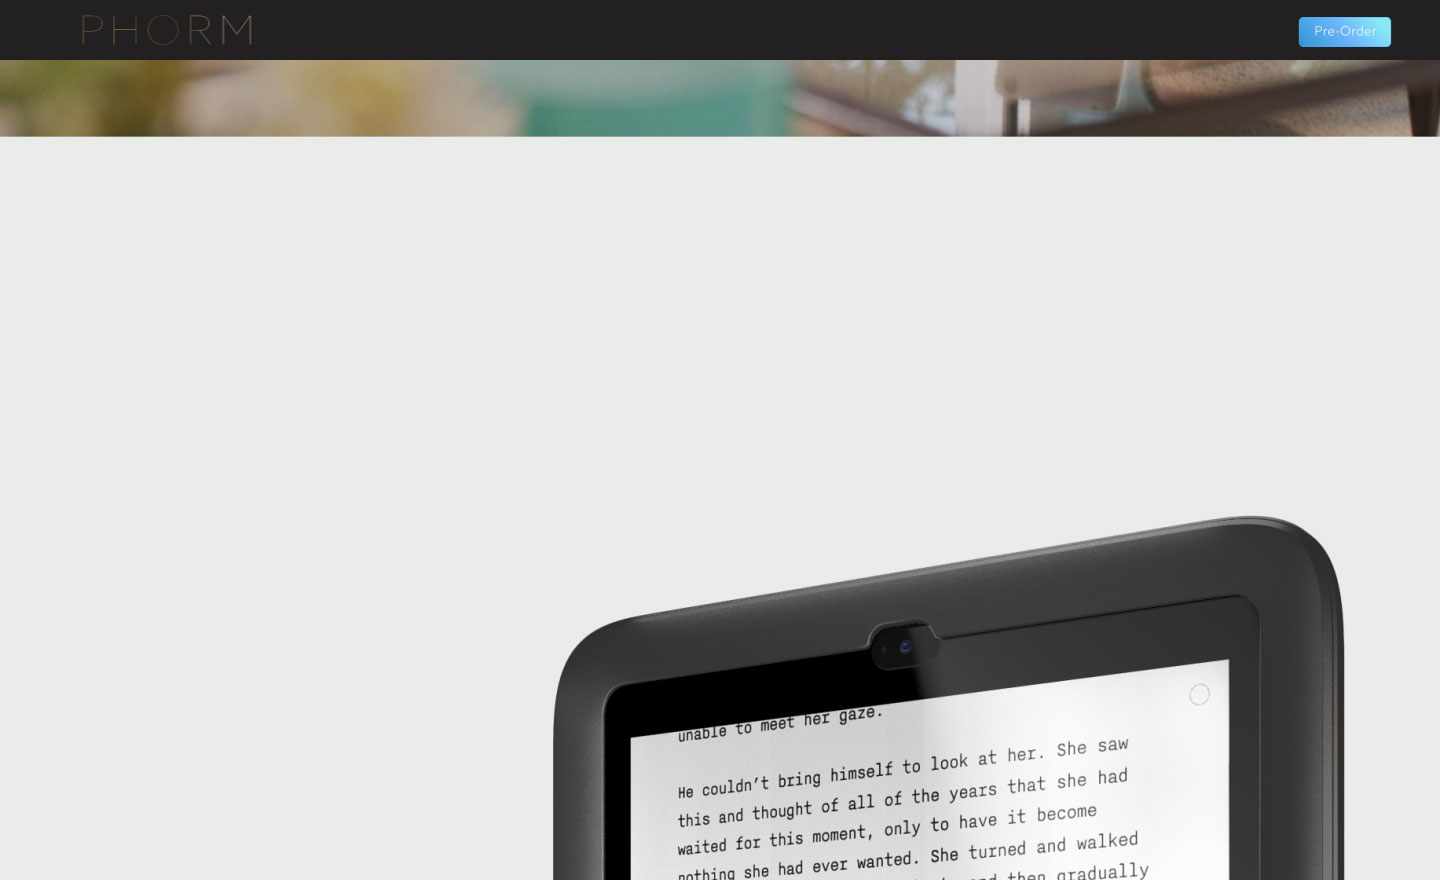 PHORM
Pre-Order
unable to meet her gaze.
He couldn't bring himself to look at her. She saw
this and thought of all of the years that she had
waited for this moment, only to have it become
nothing she had ever wanted. She turned and walked
and then gradually